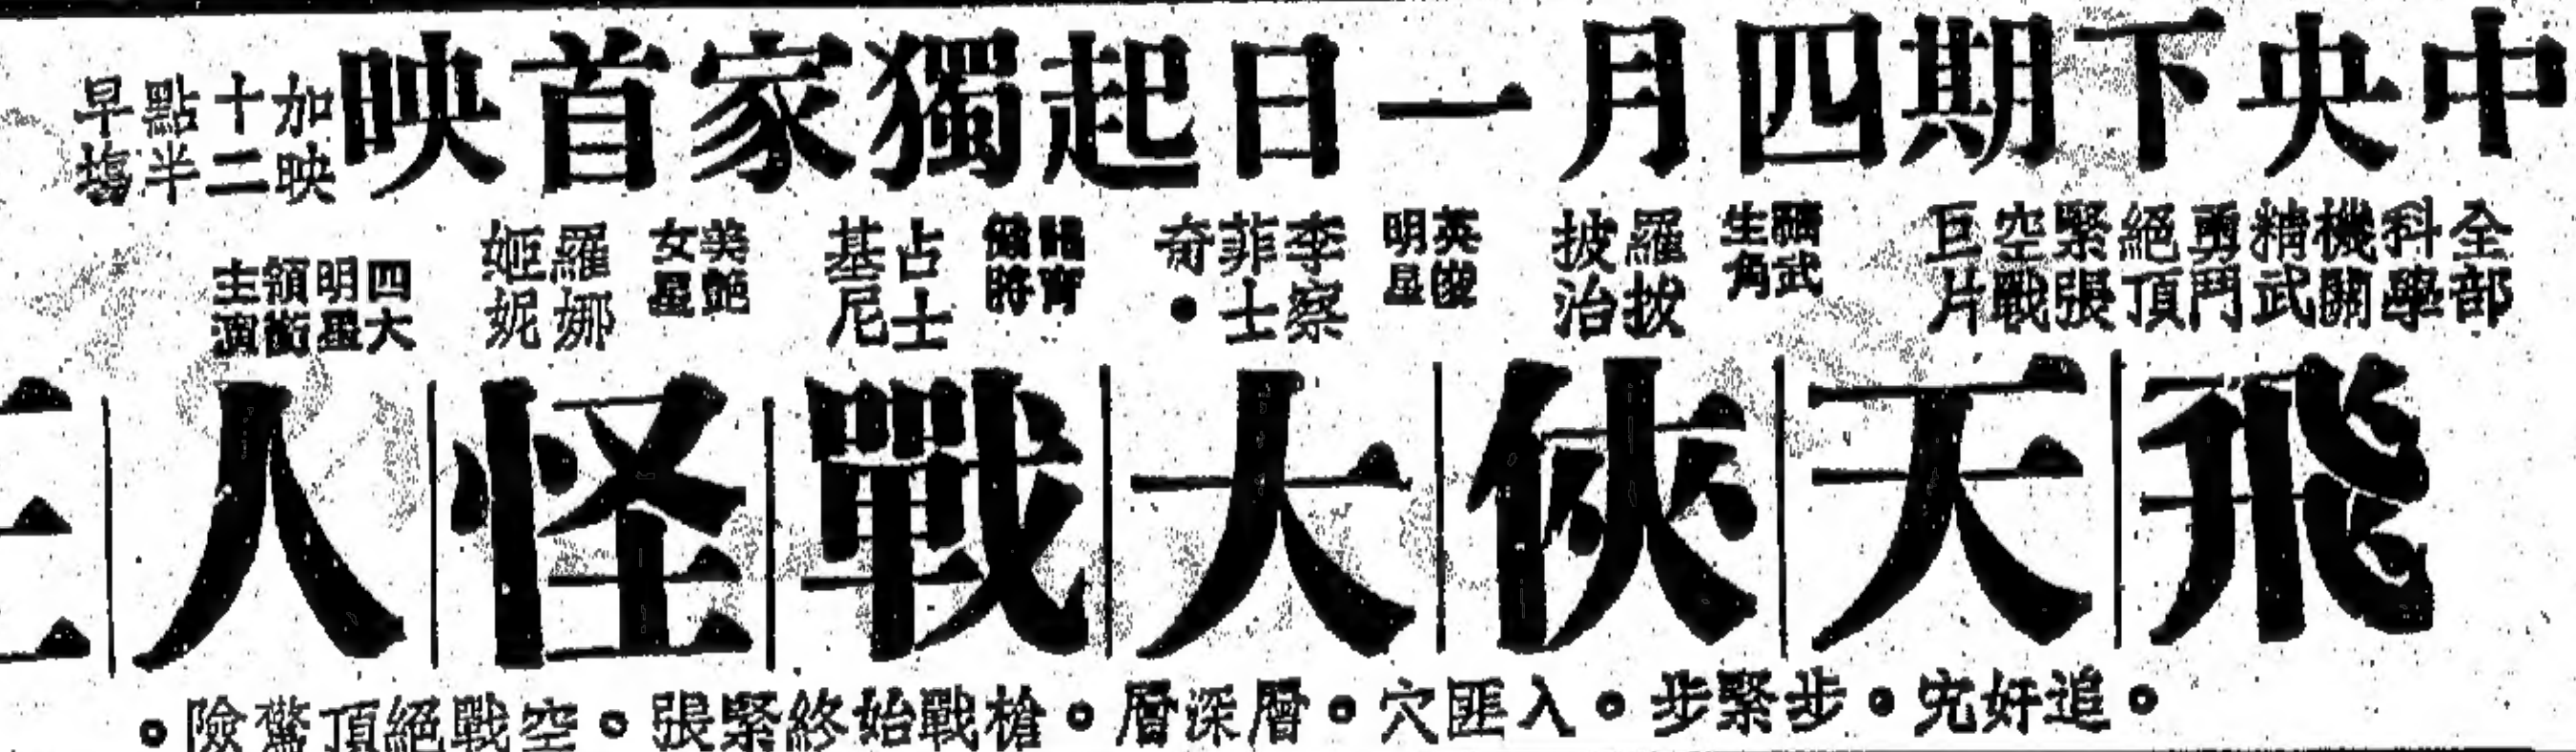 中央下期四月一日起獨家首映
加映十二點半早場
全部科學機關精武勇鬥絕頂緊張空戰巨片
武生角
羅拔披治
英俊明星
李察菲士奇·
占士基尼
美艷女星
羅娜姬妮
四大明星領銜主演
飛天俠大戰怪人
◦追奸宄◦步緊步◦入匪穴◦層深層◦槍戰始終緊張◦空戰絕頂驚險◦